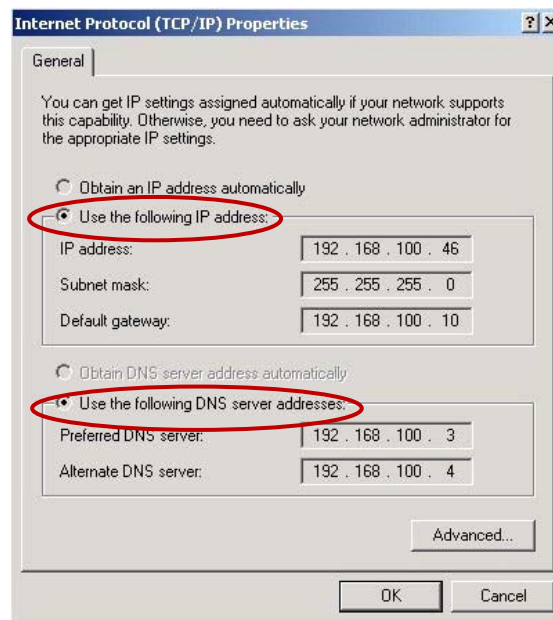 Internet Protocol (TCP/IP) Properties
General
You can get IP settings assigned automatically if your network supports
this capability. Otherwise, you need to ask your network administrator for
the appropriate IP settings.
Obtain an IP address automatically
Use the following IP address:
IP address: 192 . 168 . 100 . 46
Subnet mask: 255 . 255 . 255 . 0
Default gateway: 192 . 168 . 100 . 10
Obtain DNS server address automatically
Use the following DNS server addresses:
Preferred DNS server: 192 . 168 . 100 . 3
Alternate DNS server: 192 . 168 . 100 . 4
Advanced...
OK Cancel